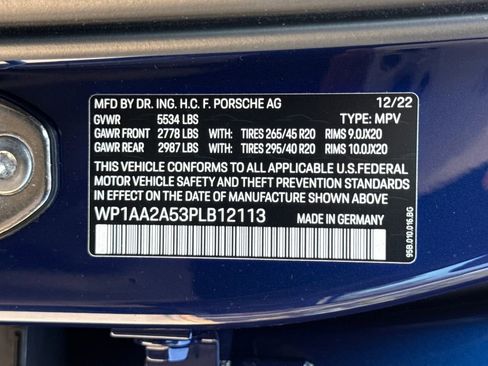 MFD BY DR. ING. H.C. F. PORSCHE AG 12/22
GVWR 5534 LBS TYPE: MPV
GAWR FRONT 2778 LBS WITH: TIRES 265/45 R20 RIMS 9.0JX20
GAWR REAR 2987 LBS WITH: TIRES 295/40 R20 RIMS 10.0JX20
THIS VEHICLE CONFORMS TO ALL APPLICABLE U.S.FEDERAL
MOTOR VEHICLE SAFETY AND THEFT PREVENTION STANDARDS
IN EFFECT ON THE DATE OF MANUFACTURE SHOWN ABOVE.
WP1AA2A53PLB12113 MADE IN GERMANY
95B.010.016.BG